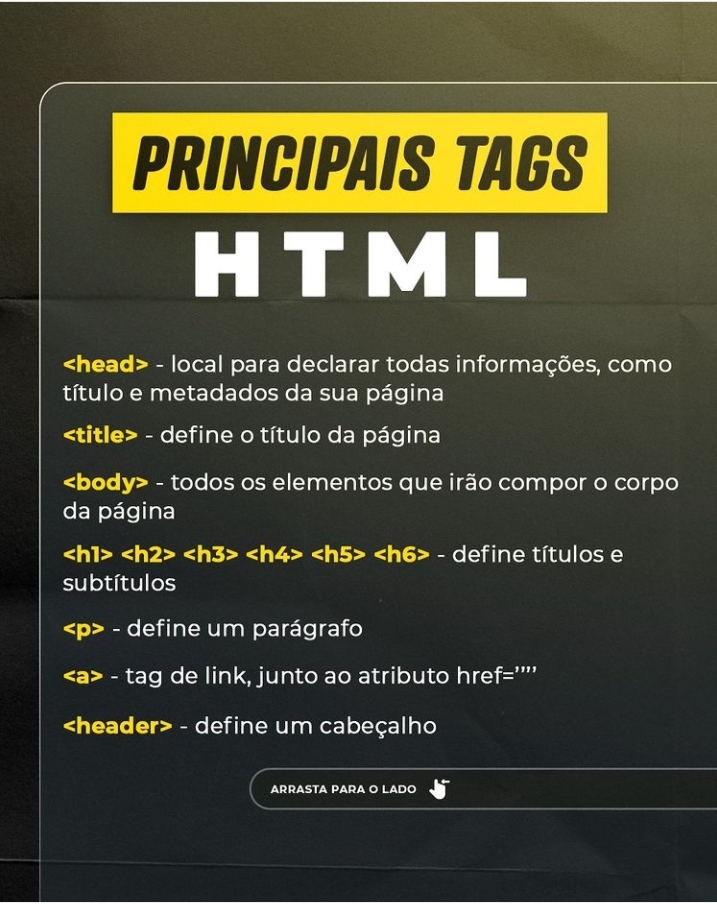 PRINCIPAIS TAGS
HTML
<head> - local para declarar todas informações, como
título e metadados da sua página
<title> - define o título da página
<body> - todos os elementos que irão compor o corpo
da página
<h1> <h2> <h3> <h4> <h5> <h6> - define títulos e
subtítulos
<p> - define um parágrafo
<a> - tag de link, junto ao atributo href=””
<header> - define um cabeçalho
ARRASTA PARA O LADO